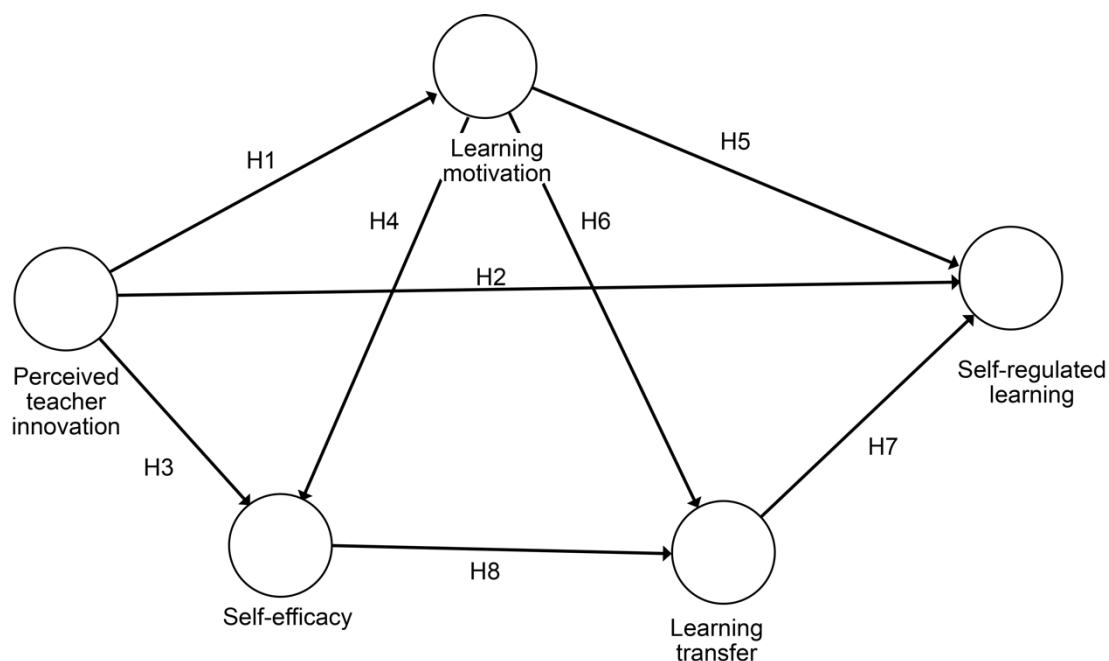 Learning
motivation
H1
H5
H4
H6
H2
Perceived
teacher
innovation
Self-regulated
learning
H3
H7
H8
Self-efficacy
Learning
transfer